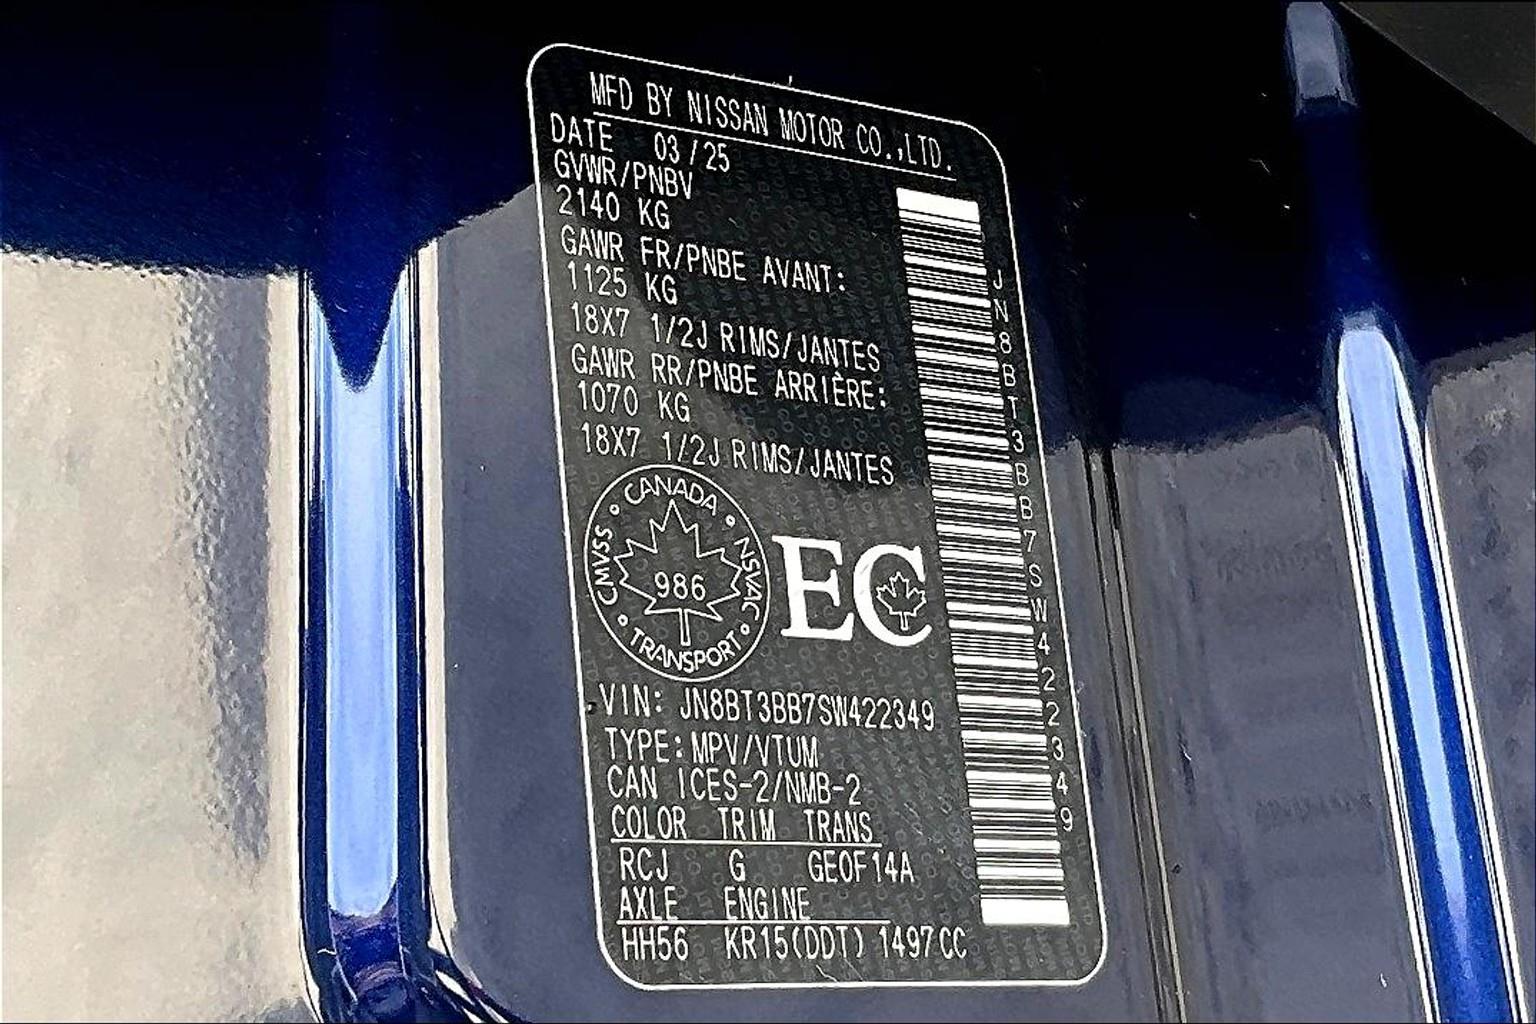 MFD BY NISSAN MOTOR CO.,LTD.
DATE 03/25
GVWR/PNBV
2140 KG
GAWR FR/PNBE AVANT:
1125 KG
18X7 1/2J RIMS/JANTES
GAWR RR/PNBE ARRIÈRE:
1070 KG
18X7 1/2J RIMS/JANTES
CANADA
CMVSS
NSVAC
986
TRANSPORT
EC
VIN: JN8BT3BB7SW422349
TYPE: MPV/VTUM
CAN ICES-2/NMB-2
COLOR TRIM TRANS
RCJ G GEOF14A
AXLE ENGINE
HH56 KR15(DDT) 1497CC
JN8BT3BB7SW422349